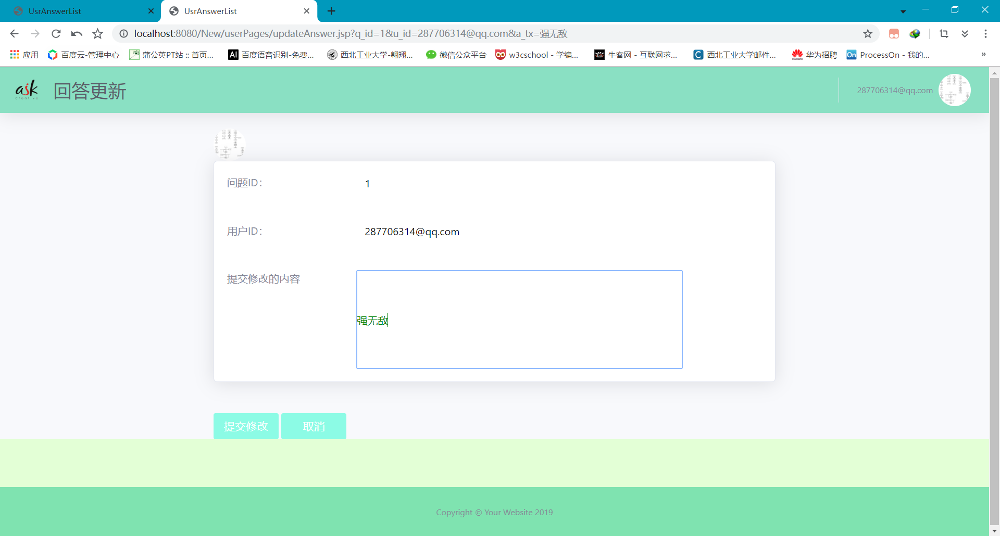 UsrAnswerList
UsrAnswerList
localhost:8080/New/userPages/updateAnswer.jsp?q_id=1&u_id=287706314@qq.com&a_tx=强无敌
应用
百度云-管理中心
蒲公英PT站 :: 首页...
AI 百度语音识别-免费...
西北工业大学-翱翔...
微信公众平台
w3cschool - 学编...
牛客网 - 互联网求...
C 西北工业大学邮件...
华为招聘
On ProcessOn - 我的...
»
ask
creative
回答更新
287706314@qq.com
问题ID：
1
用户ID：
287706314@qq.com
提交修改的内容
强无敌
提交修改
取消
Copyright © Your Website 2019